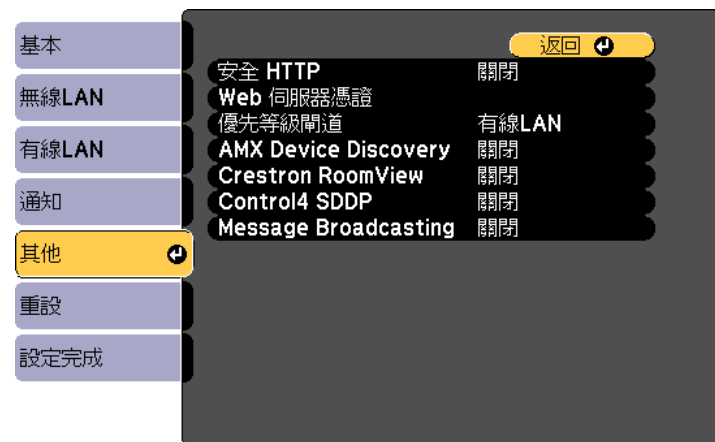 基本
無線LAN
有線LAN
通知
其他
重設
設定完成
返回
安全 HTTP 關閉
Web 伺服器憑證
優先等級閘道 有線LAN
AMX Device Discovery 關閉
Crestron RoomView 關閉
Control4 SDDP 關閉
Message Broadcasting 關閉